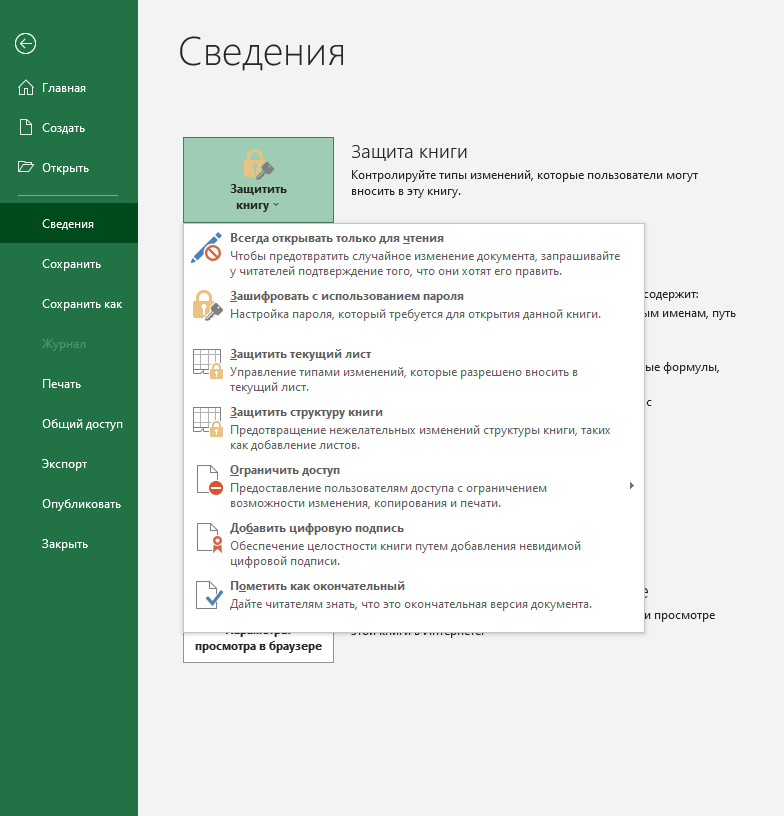 Сведения
Главная
Создать
Открыть
Сведения
Сохранить
Сохранить как
Журнал
Печать
Общий доступ
Экспорт
Опубликовать
Закрыть
Защитить
книгу
Защита книги
Контролируйте типы изменений, которые пользователи могут
вносить в эту книгу.
Всегда открывать только для чтения
Чтобы предотвратить случайное изменение документа, запрашивайте
у читателей подтверждение того, что они хотят его править.
Зашифровать с использованием пароля
Настройка пароля, который требуется для открытия данной книги.
Защитить текущий лист
Управление типами изменений, которые разрешено вносить в
текущий лист.
Защитить структуру книги
Предотвращение нежелательных изменений структуры книги, таких
как добавление листов.
Ограничить доступ
Предоставление пользователям доступа с ограничением
возможности изменения, копирования и печати.
Добавить цифровую подпись
Обеспечение целостности книги путем добавления невидимой
цифровой подписи.
Пометить как окончательный
Дайте читателям знать, что это окончательная версия документа.
содержит:
именам, путь
формулы,
с
и просмотре
этой книги в Интернете.
Параметры
просмотра в браузере